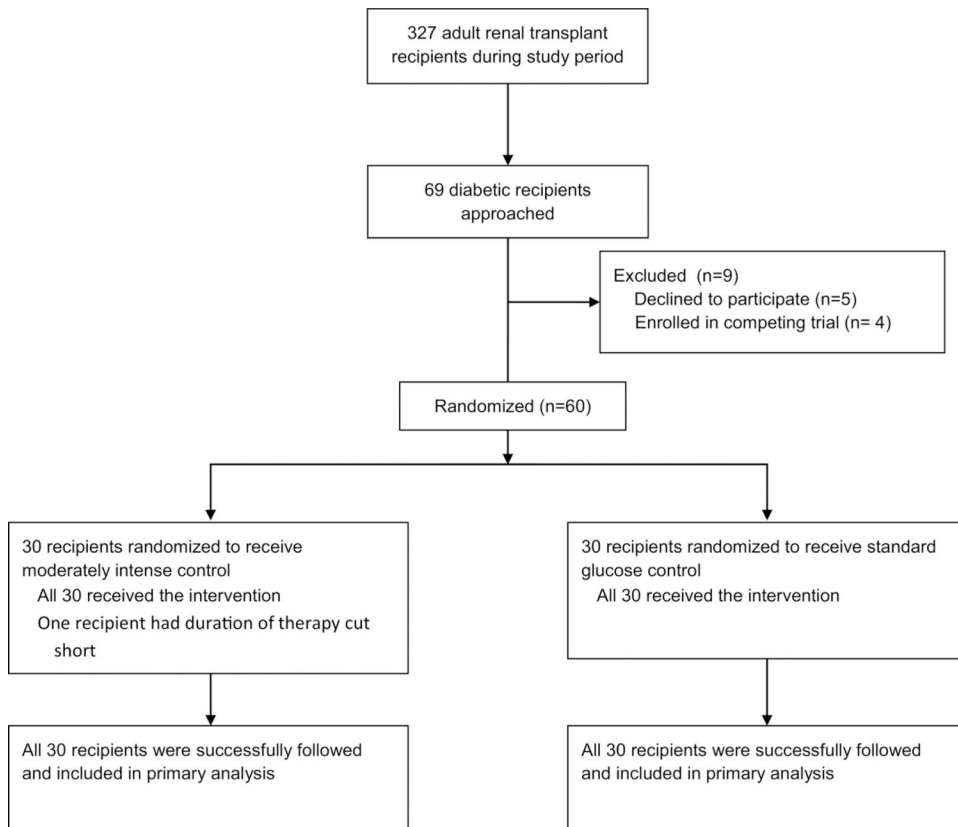 327 adult renal transplant
recipients during study period
69 diabetic recipients
approached
Excluded (n=9)
Declined to participate (n=5)
Enrolled in competing trial (n= 4)
Randomized (n=60)
30 recipients randomized to receive
moderately intense control
All 30 received the intervention
One recipient had duration of therapy cut
short
30 recipients randomized to receive standard
glucose control
All 30 received the intervention
All 30 recipients were successfully followed
and included in primary analysis
All 30 recipients were successfully followed
and included in primary analysis